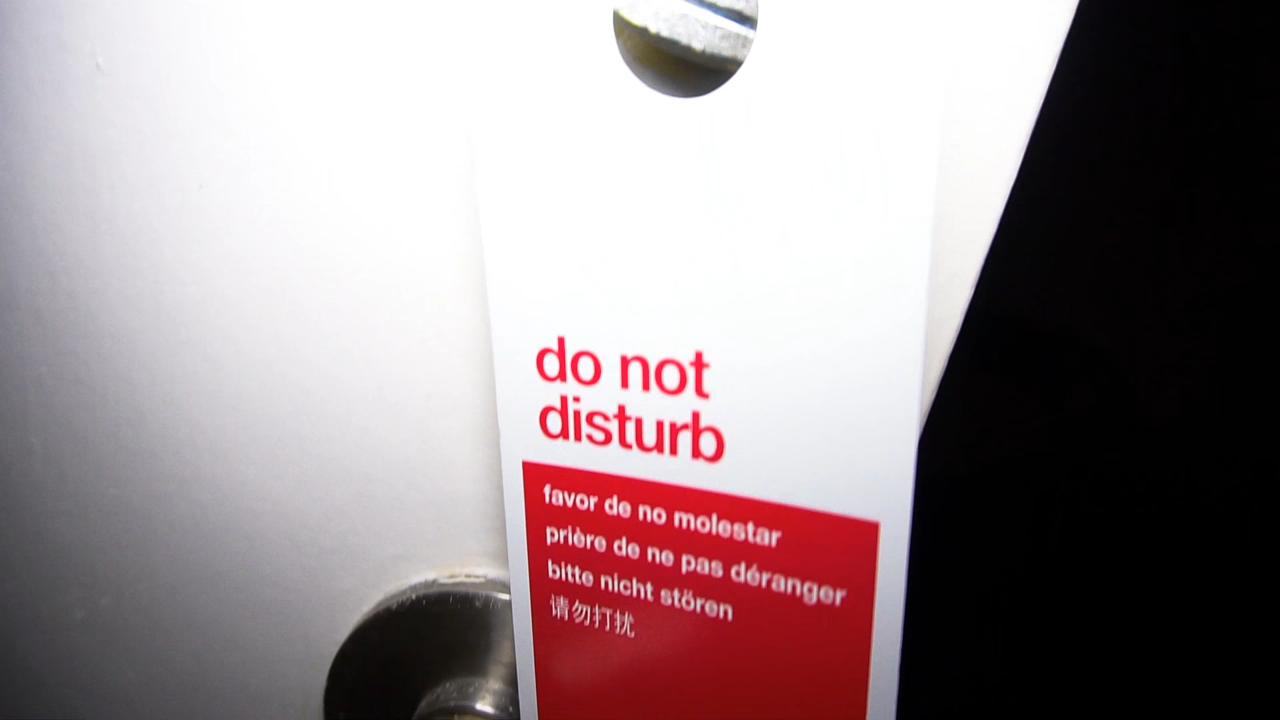 do not
disturb
favor de no molestar
prière de ne pas déranger
bitte nicht stören
请勿打扰